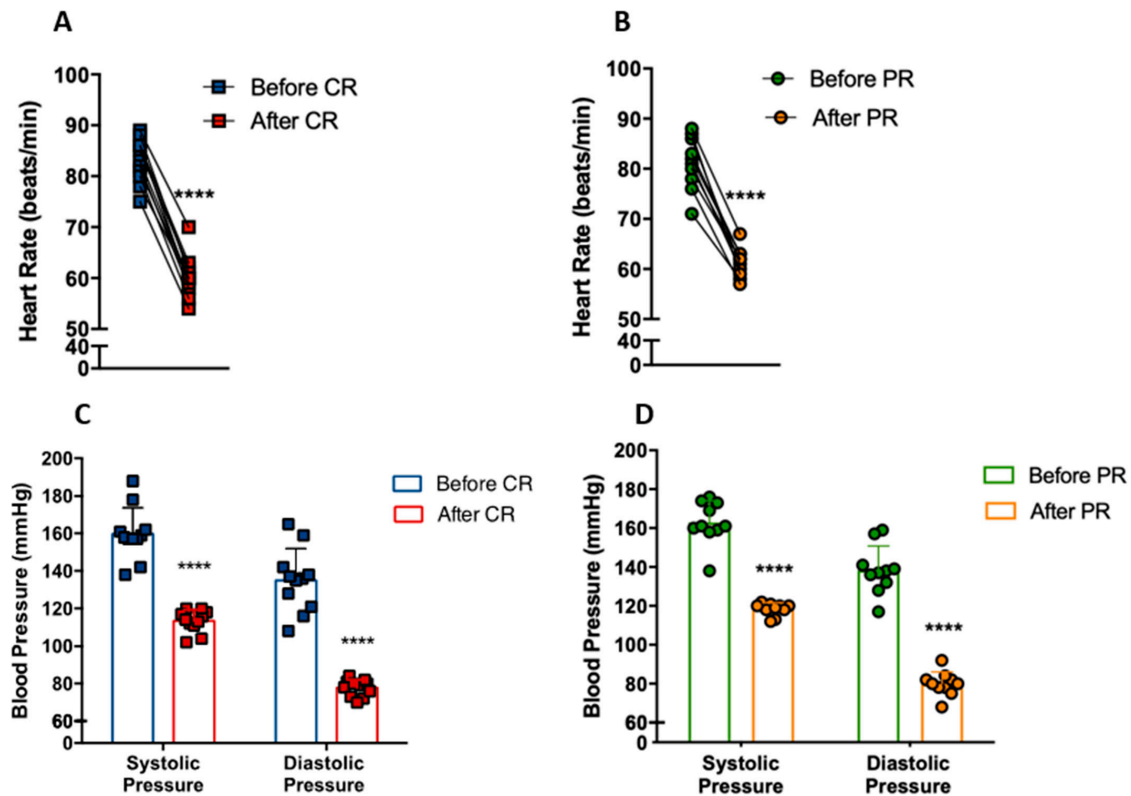 A
Heart Rate (beats/min)
100
90
80
70
60
50
40
0
Before CR
After CR
****
B
Heart Rate (beats/min)
100
90
80
70
60
50
40
0
Before PR
After PR
****
C
Blood Pressure (mmHg)
200
180
160
140
120
100
80
60
0
Before CR
After CR
****
****
Systolic
Pressure
Diastolic
Pressure
D
Blood Pressure (mmHg)
200
180
160
140
120
100
80
60
0
Before PR
After PR
****
****
Systolic
Pressure
Diastolic
Pressure